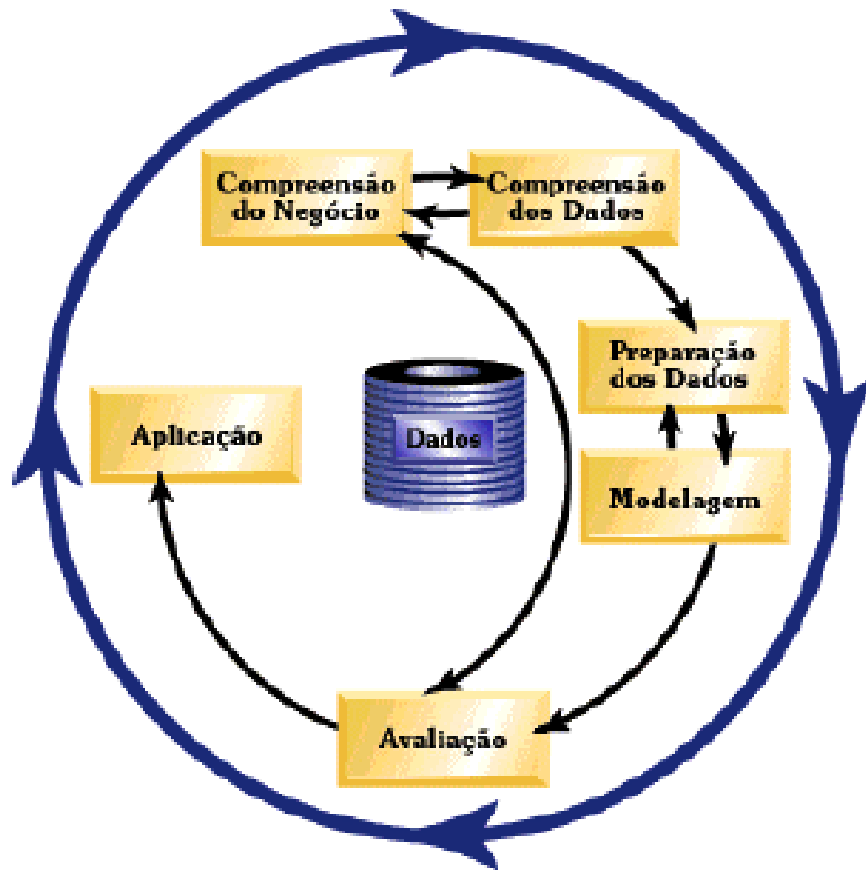 Compreensão
do Negócio
Compreensão
dos Dados
Preparação
dos Dados
Aplicação
Dados
Modelagem
Avaliação